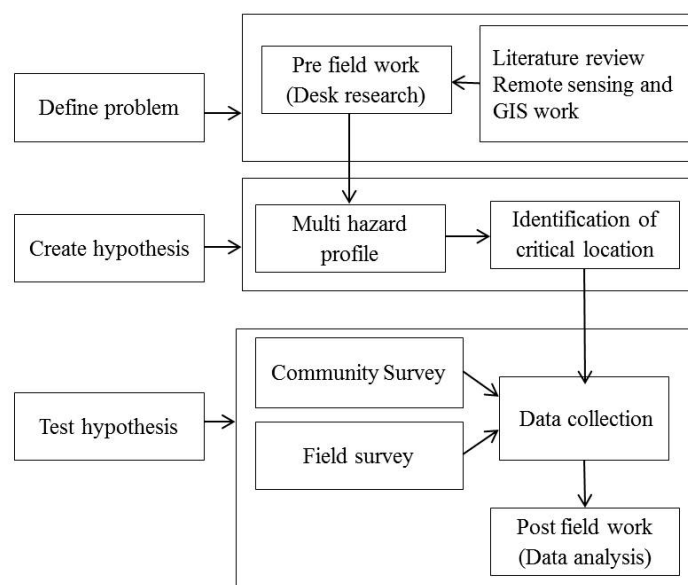 Define problem
Pre field work
(Desk research)
Literature review
Remote sensing and
GIS work
Create hypothesis
Multi hazard
profile
Identification of
critical location
Test hypothesis
Community Survey
Field survey
Data collection
Post field work
(Data analysis)